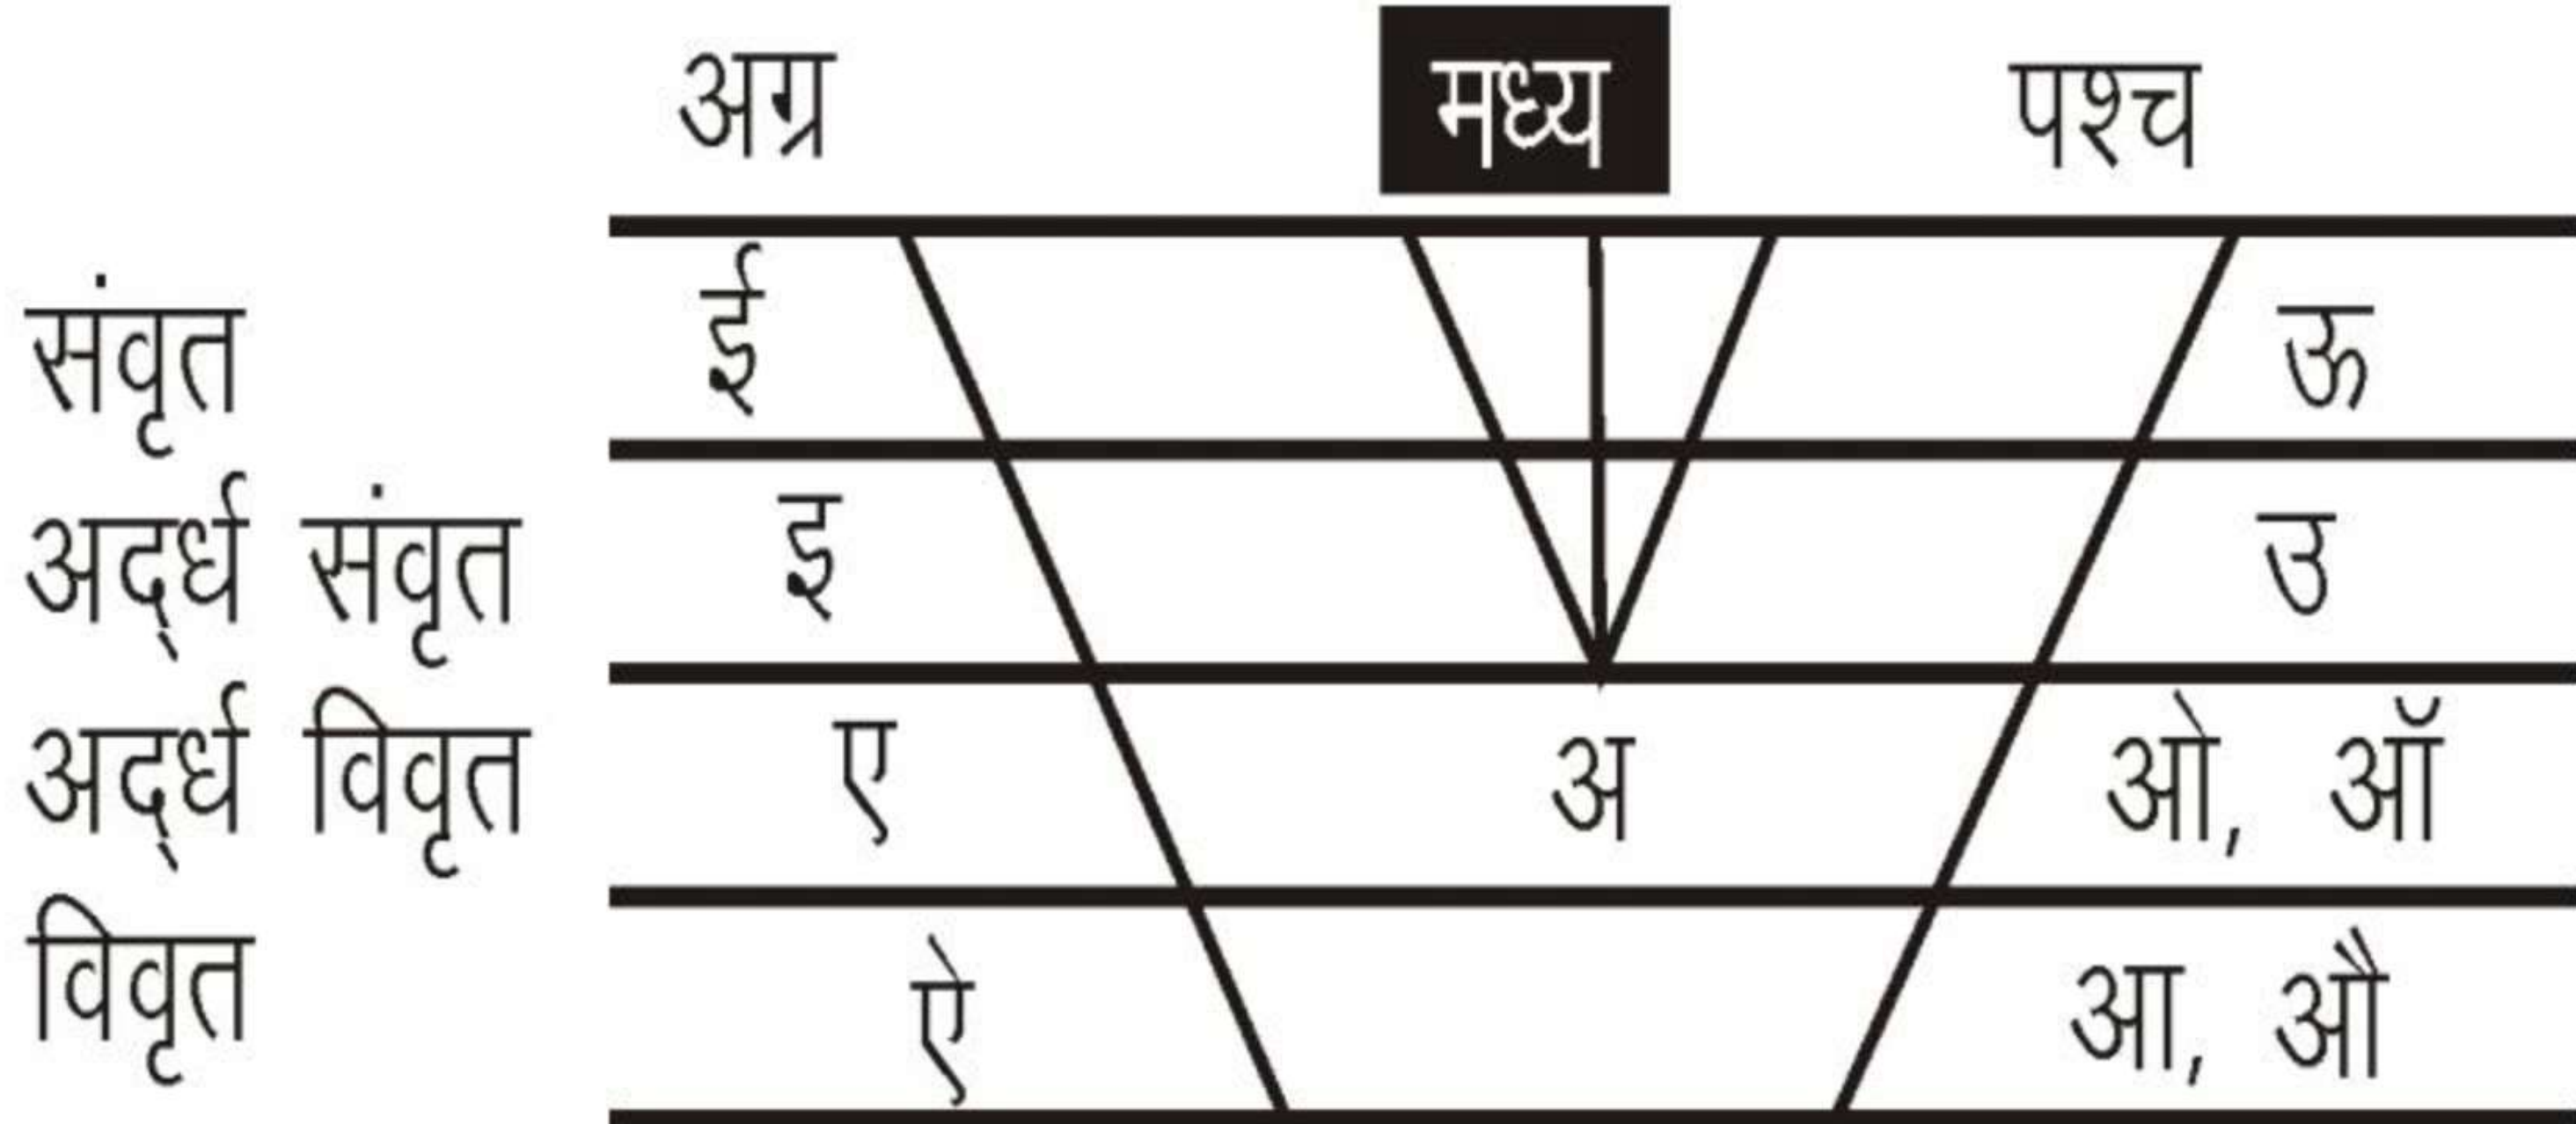 अग्र मध्य पश्च
संवृत ई ऊ
अर्द्ध संवृत इ उ
अर्द्ध विवृत ए अ ओ, ऑ
विवृत ऐ आ, औ